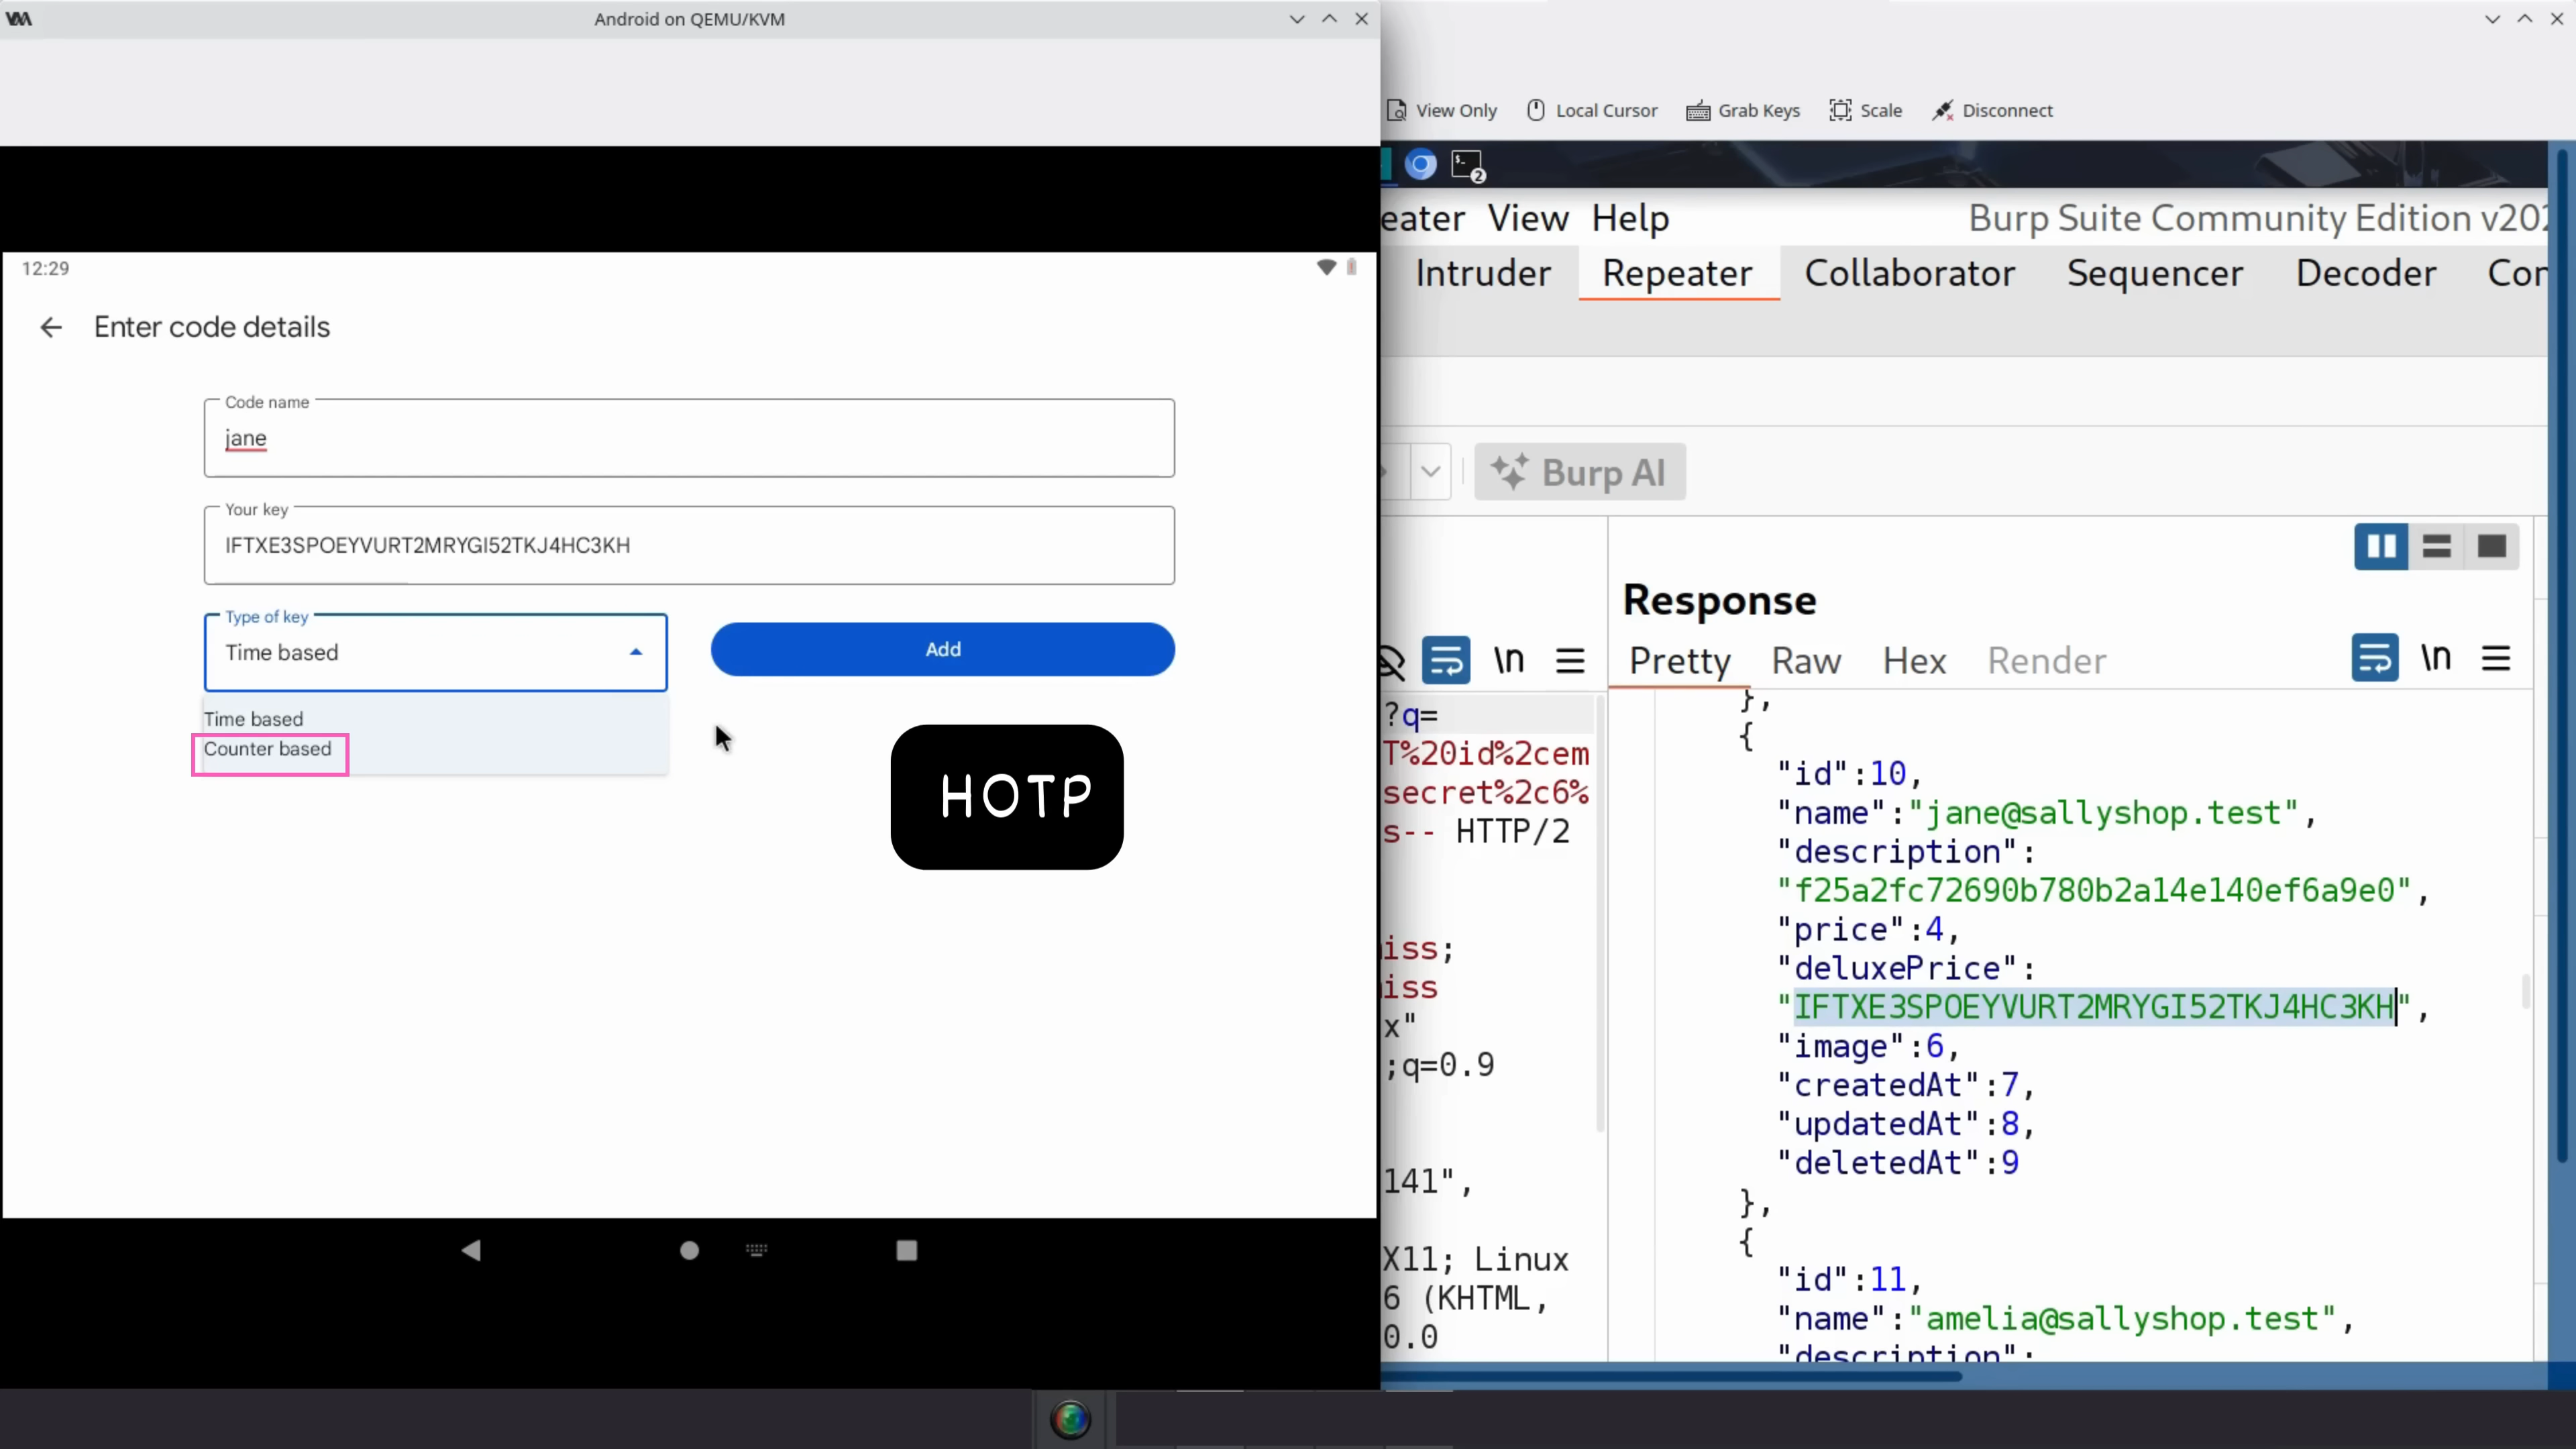 Android on QEMU/KVM
12:29
Enter code details
Code name
jane
Your key
IFTXE3SPOEYVURT2MRYGI52TKJ4HC3KH
Type of key
Time based
Add
Time based
Counter based
HOTP
View Only
Local Cursor
Grab Keys
Scale
Disconnect
$-
2
eater View Help
Burp Suite Community Edition v202
Intruder
Repeater
Collaborator
Sequencer
Decoder
Con
Burp AI
\n
?q=
T%20id%2cem
secret%2c6%
s-- HTTP/2
iss;
iss
x"
;q=0.9
141",
X11; Linux
6 (KHTML,
0.0
Response
Pretty
Raw
Hex
Render
\n
},
{
"id":10,
"name":"jane@sallyshop.test",
"description":
"f25a2fc72690b780b2a14e140ef6a9e0",
"price":4,
"deluxePrice":
"IFTXE3SPOEYVURT2MRYGI52TKJ4HC3KH",
"image":6,
"createdAt":7,
"updatedAt":8,
"deletedAt":9
},
{
"id":11,
"name":"amelia@sallyshop.test",
"description":